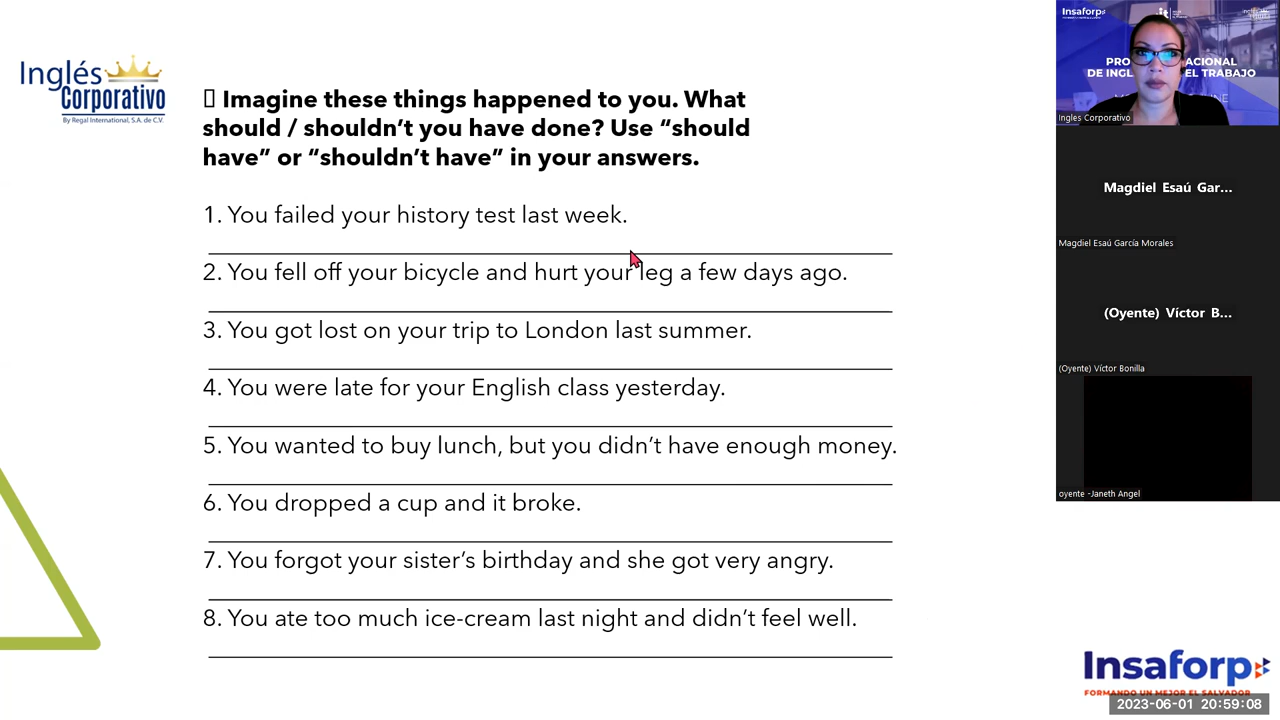 Inglés
Corporativo
By Regal International, S.A. de C.V.
Imagine these things happened to you. What
should / shouldn’t you have done? Use “should
have” or “shouldn’t have” in your answers.
1. You failed your history test last week.
2. You fell off your bicycle and hurt your leg a few days ago.
3. You got lost on your trip to London last summer.
4. You were late for your English class yesterday.
5. You wanted to buy lunch, but you didn’t have enough money.
6. You dropped a cup and it broke.
7. You forgot your sister’s birthday and she got very angry.
8. You ate too much ice-cream last night and didn’t feel well.
Insaforp
PRO ACIONAL
DE INGL EL TRABAJO
Ingles Corporativo
Magdiel Esaú Gar...
Magdiel Esaú García Morales
(Oyente) Víctor B...
(Oyente) Víctor Bonilla
oyente -Janeth Angel
Insaforp
FORMANDO UN MEJOR EL SALVADOR
2023-06-01 20:59:08